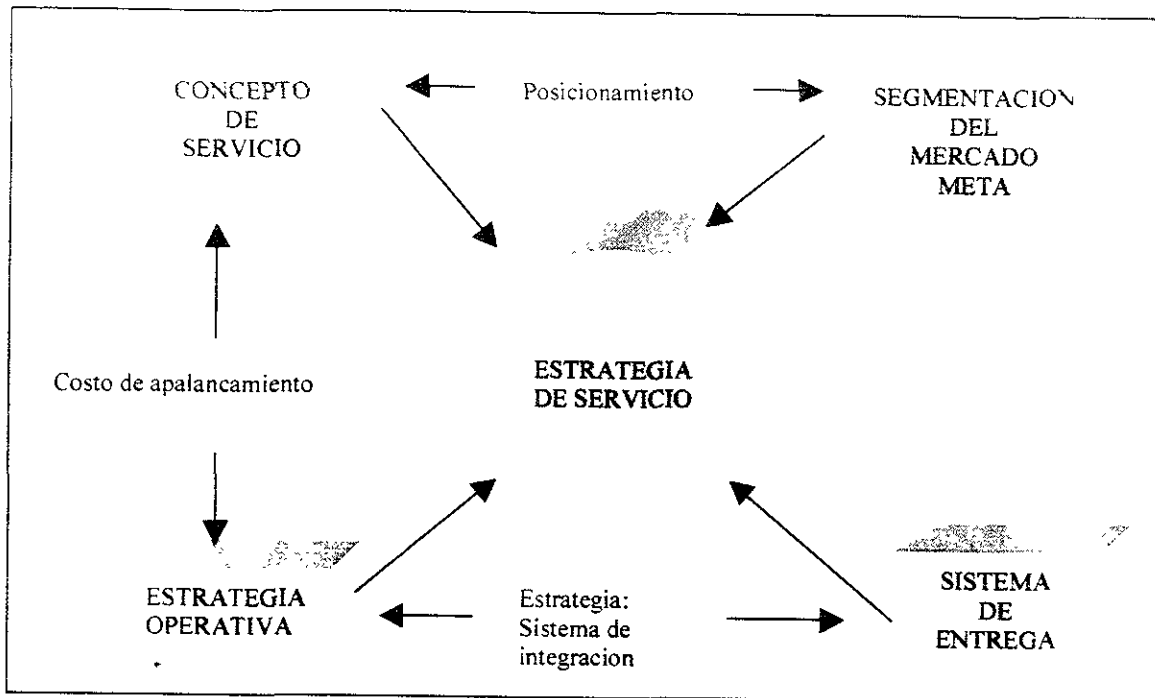 CONCEPTO
DE
SERVICIO
Posicionamiento
SEGMENTACION
DEL
MERCADO
META
Costo de apalancamiento
ESTRATEGIA
DE SERVICIO
ESTRATEGIA
OPERATIVA
Estrategia:
Sistema de
integracion
SISTEMA
DE
ENTREGA